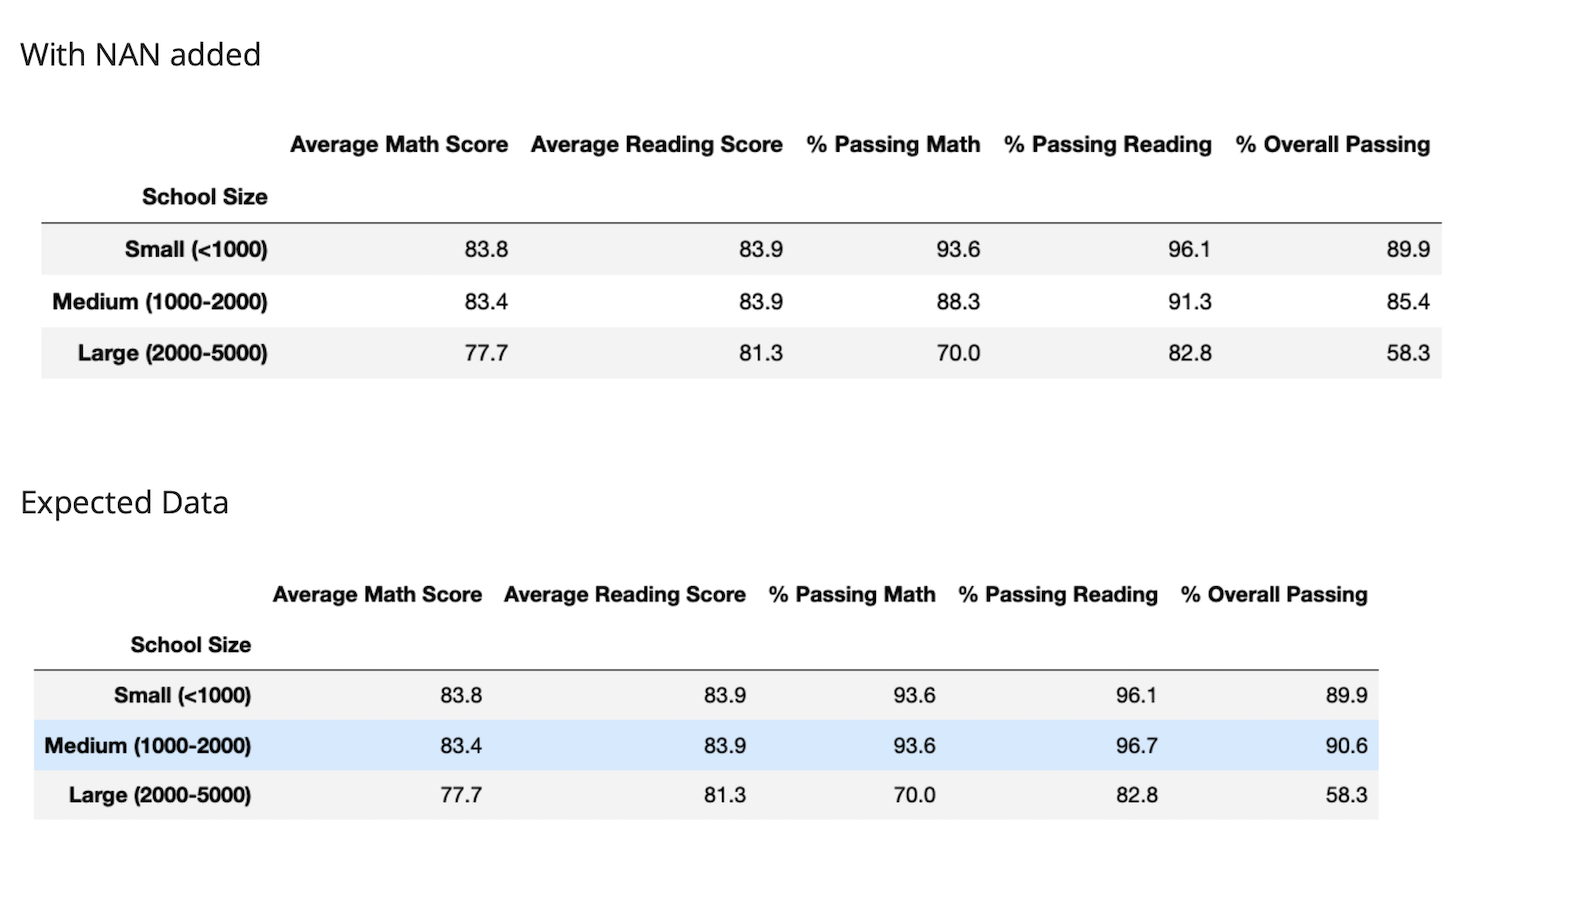 With NAN added
Average Math Score Average Reading Score % Passing Math % Passing Reading % Overall Passing
School Size
Small (<1000) 83.8 83.9 93.6 96.1 89.9
Medium (1000-2000) 83.4 83.9 88.3 91.3 85.4
Large (2000-5000) 77.7 81.3 70.0 82.8 58.3
Expected Data
Average Math Score Average Reading Score % Passing Math % Passing Reading % Overall Passing
School Size
Small (<1000) 83.8 83.9 93.6 96.1 89.9
Medium (1000-2000) 83.4 83.9 93.6 96.7 90.6
Large (2000-5000) 77.7 81.3 70.0 82.8 58.3